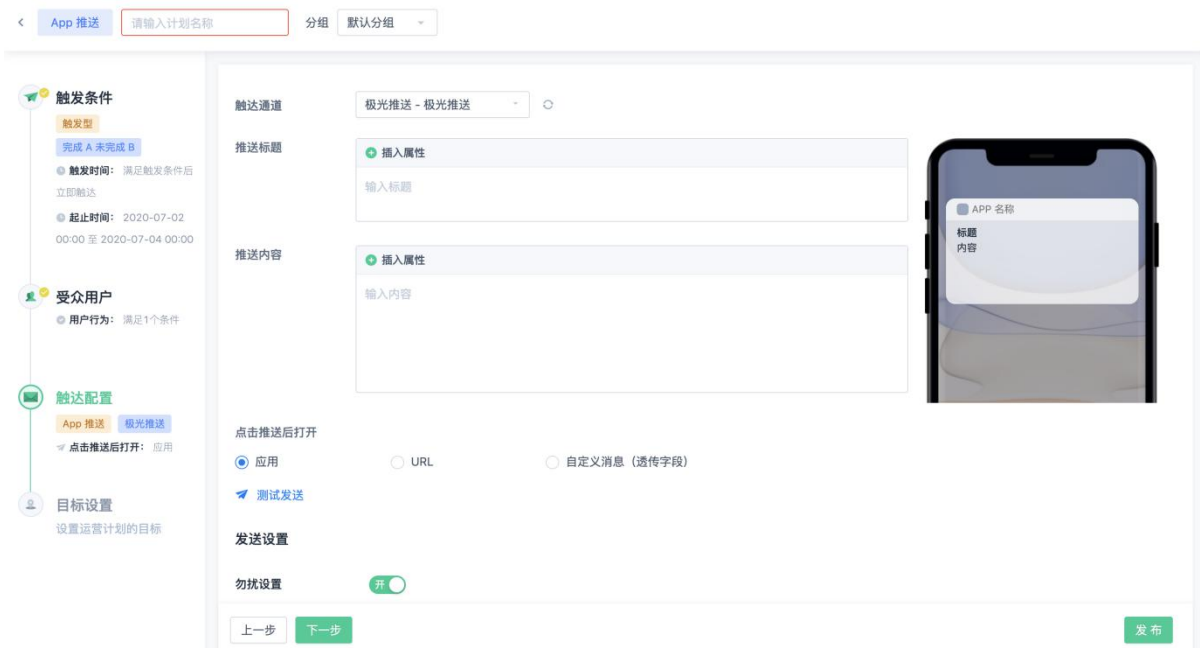 App 推送 请输入计划名称 分组 默认分组
触发条件
触发型
完成 A 未完成 B
触发时间： 满足触发条件后
立即触达
起止时间： 2020-07-02
00:00 至 2020-07-04 00:00
受众用户
用户行为： 满足1个条件
触达配置
App 推送 极光推送
点击推送后打开： 应用
目标设置
设置运营计划的目标
触达通道 极光推送 - 极光推送
推送标题 插入属性
输入标题
推送内容 插入属性
输入内容
点击推送后打开
应用 URL 自定义消息（透传字段）
测试发送
发送设置
勿扰设置 开
上一步 下一步 发布
APP 名称
标题
内容